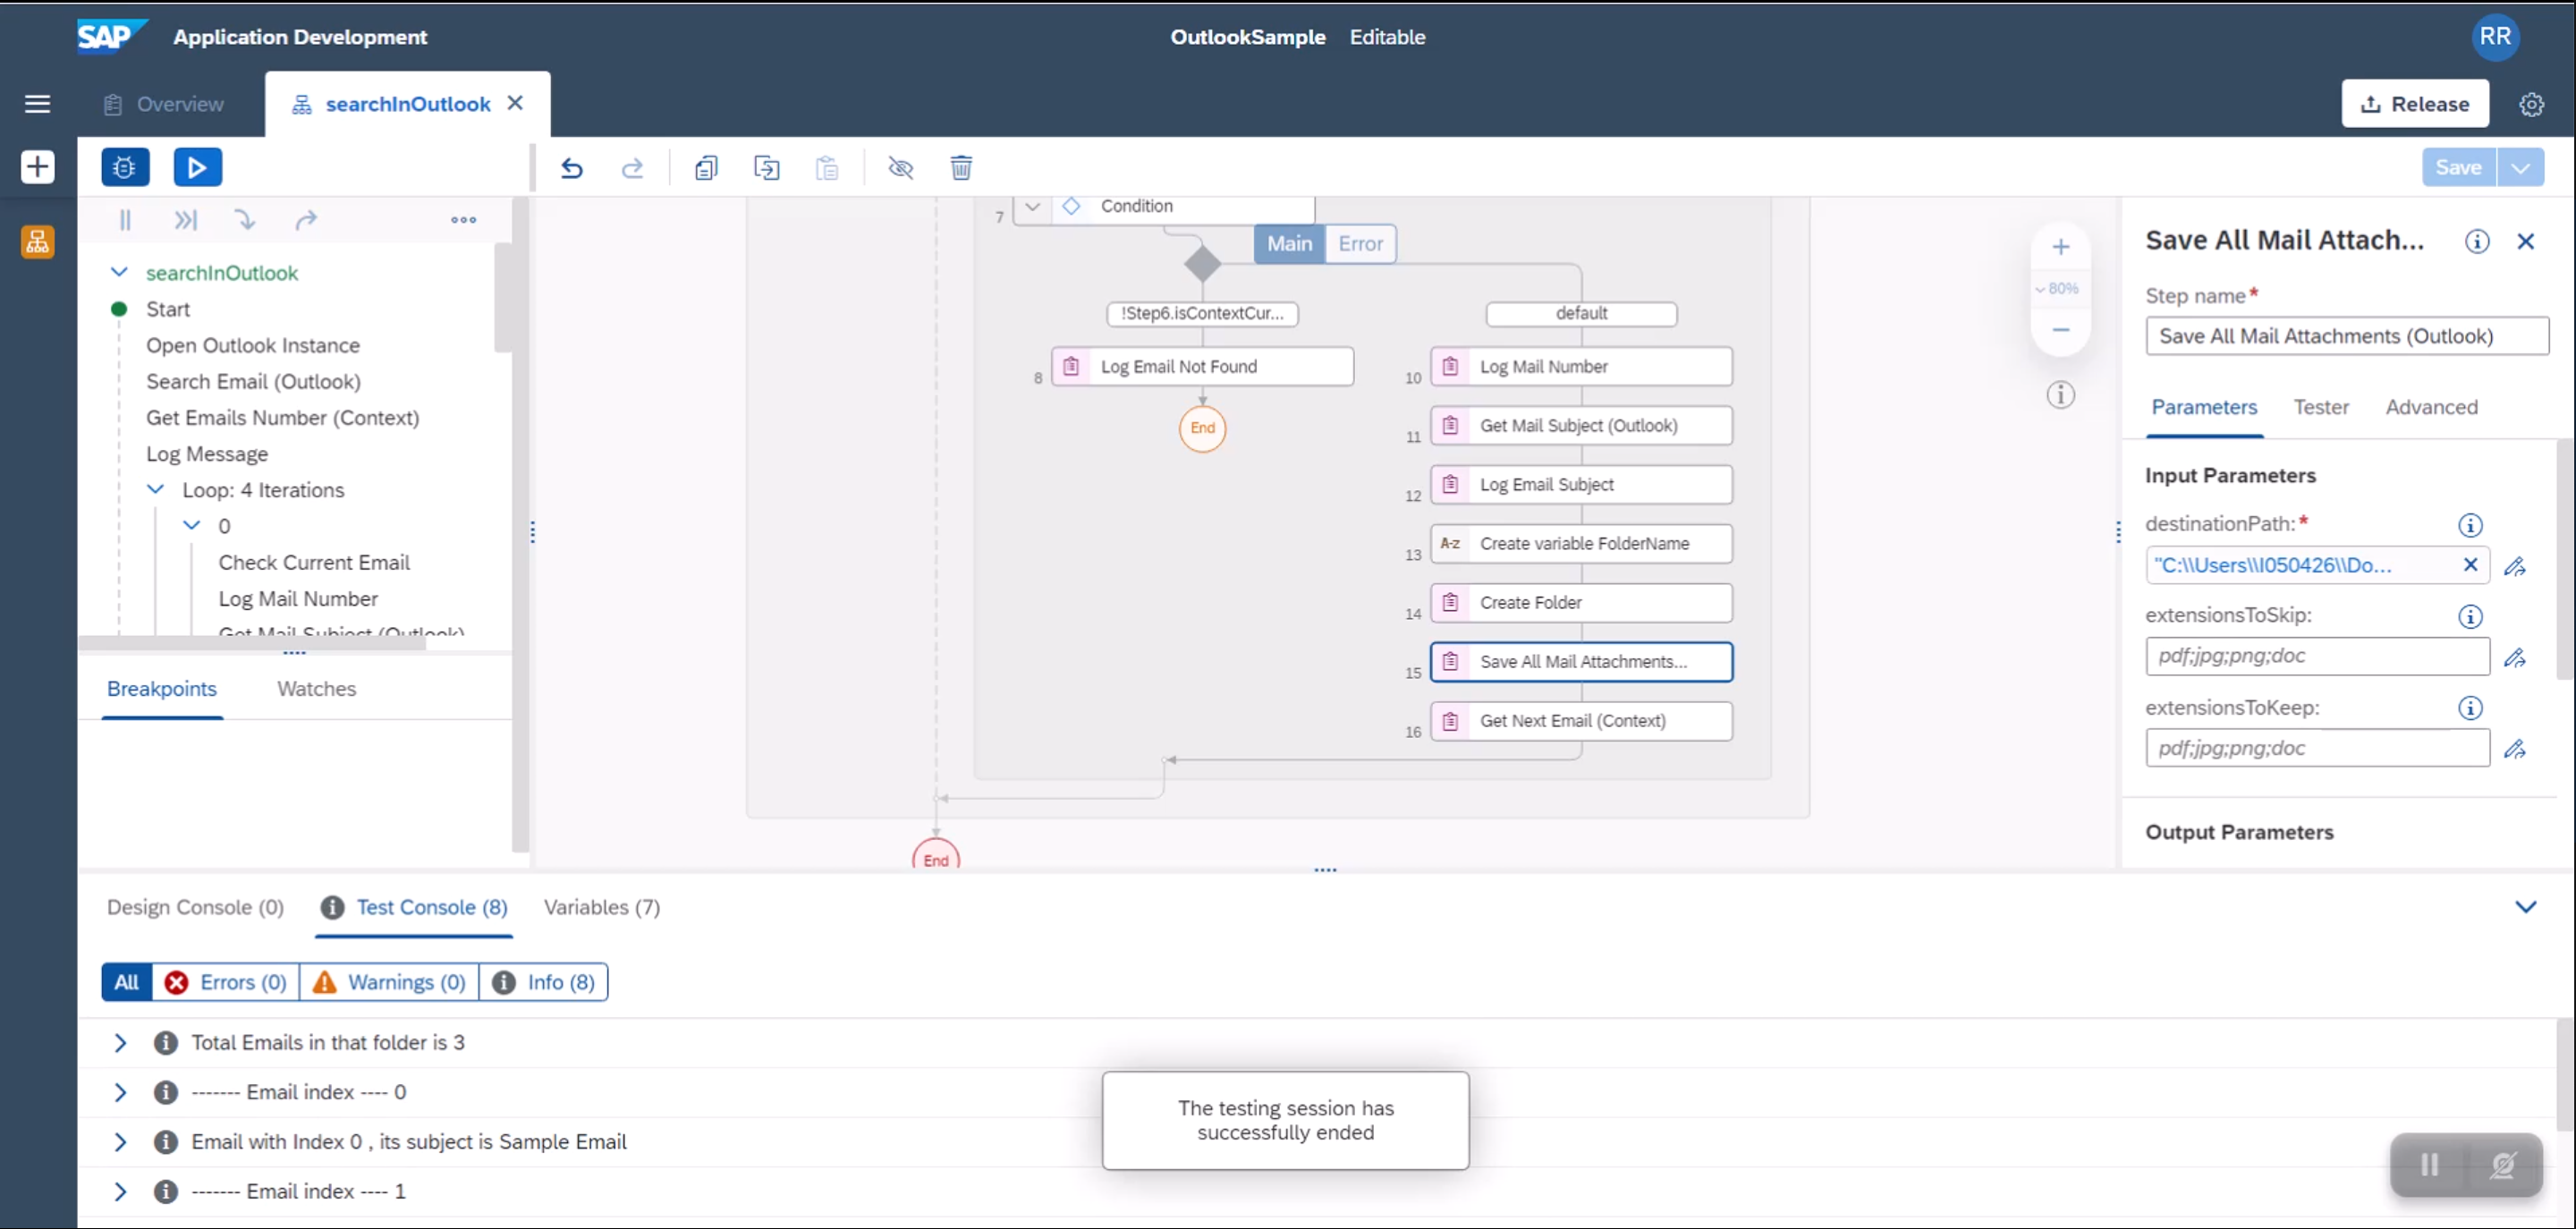 SAP Application Development
OutlookSample Editable
RR
Overview
searchInOutlook
Release
Save
searchInOutlook
Start
Open Outlook Instance
Search Email (Outlook)
Get Emails Number (Context)
Log Message
Loop: 4 Iterations
0
Check Current Email
Log Mail Number
Get Mail Subject (Outlook)
Breakpoints
Watches
7
Condition
Main
Error
!Step6.isContextCur...
default
8
Log Email Not Found
End
10
Log Mail Number
11
Get Mail Subject (Outlook)
12
Log Email Subject
13
A-z
Create variable FolderName
14
Create Folder
15
Save All Mail Attachments...
16
Get Next Email (Context)
End
80%
Save All Mail Attach...
Step name*
Save All Mail Attachments (Outlook)
Parameters
Tester
Advanced
Input Parameters
destinationPath:*
"C:\\Users\\I050426\\Do...
extensionsToSkip:
pdf;jpg;png;doc
extensionsToKeep:
pdf;jpg;png;doc
Output Parameters
Design Console (0)
Test Console (8)
Variables (7)
All
Errors (0)
Warnings (0)
Info (8)
Total Emails in that folder is 3
------- Email index ---- 0
Email with Index 0 , its subject is Sample Email
------- Email index ---- 1
The testing session has
successfully ended